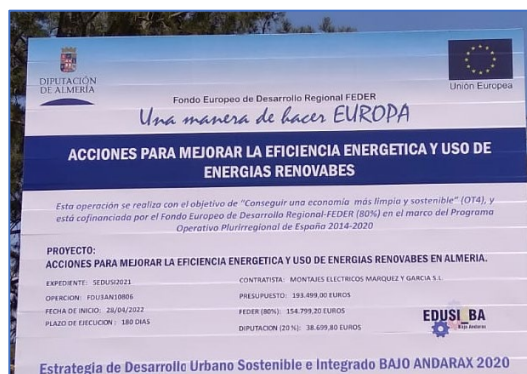 DIPUTACIÓN
DE ALMERÍA
Unión Europea
Fondo Europeo de Desarrollo Regional FEDER
Una manera de hacer EUROPA
ACCIONES PARA MEJORAR LA EFICIENCIA ENERGETICA Y USO DE
ENERGIAS RENOVABES
Esta operación se realiza con el objetivo de "Conseguir una economía más limpia y sostenible" (OT4), y
está cofinanciada por el Fondo Europeo de Desarrollo Regional-FEDER (80%) en el marco del Programa
Operativo Plurirregional de España 2014-2020
PROYECTO:
ACCIONES PARA MEJORAR LA EFICIENCIA ENERGETICA Y USO DE ENERGIAS RENOVABES EN ALMERIA.
EXPEDIENTE: SEDUSI2021
CONTRATISTA: MONTAJES ELECTRICOS MARQUEZ Y GARCIA S.L.
OPERCION: FDU3AN10806
PRESUPUESTO: 193.499,00 EUROS
FECHA DE INICIO: 28/04/2022
FEDER (80%): 154.799,20 EUROS
PLAZO DE EJECUCION: 180 DIAS
DIPUTACION (20%): 38.699,80 EUROS
EDUSI_BA
Bajo Andarax
Estrategia de Desarrollo Urbano Sostenible e Integrado BAJO ANDARAX 2020